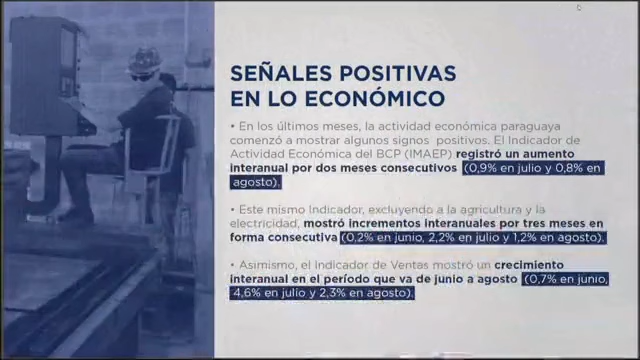 SEÑALES POSITIVAS
EN LO ECONÓMICO
• En los últimos meses, la actividad económica paraguaya
comenzó a mostrar algunos signos positivos. El Indicador de
Actividad Económica del BCP (IMAEP) registró un aumento
interanual por dos meses consecutivos (0,9% en julio y 0,8% en
agosto).
• Este mismo Indicador, excluyendo a la agricultura y la
electricidad, mostró incrementos interanuales por tres meses en
forma consecutiva (0,2% en junio, 2,2% en julio y 1,2% en agosto).
• Asimismo, el Indicador de Ventas mostró un crecimiento
interanual en el período que va de junio a agosto (0,7% en junio,
4,6% en julio y 2,3% en agosto).